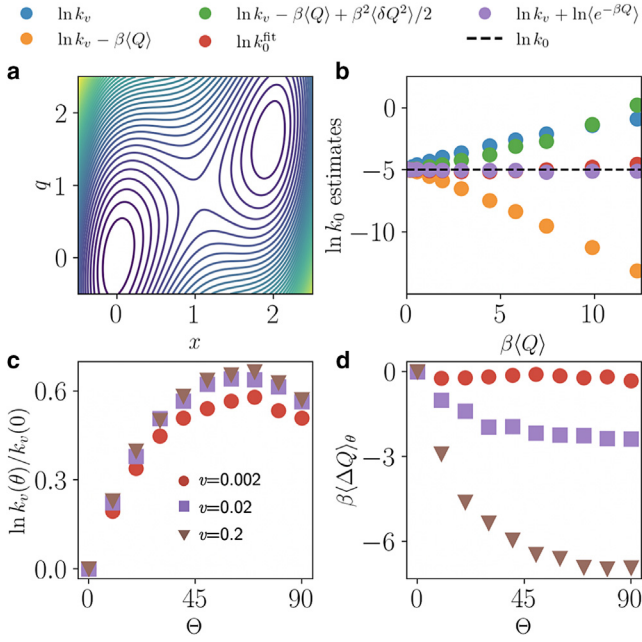 ln k_v
ln k_v − β⟨Q⟩ + β²⟨δQ²⟩/2
ln k_v + ln⟨e^{−βQ}⟩
ln k_v − β⟨Q⟩
ln k_0^{fit}
ln k_0
a
2
1
0
q
0
1
2
x
b
0
−5
−10
ln k_0 estimates
0
5
10
β⟨Q⟩
c
0.6
0.3
0.0
ln k_v(θ)/k_v(0)
v=0.002
v=0.02
v=0.2
0
45
90
Θ
d
0
−3
−6
β⟨ΔQ⟩_θ
0
45
90
Θ